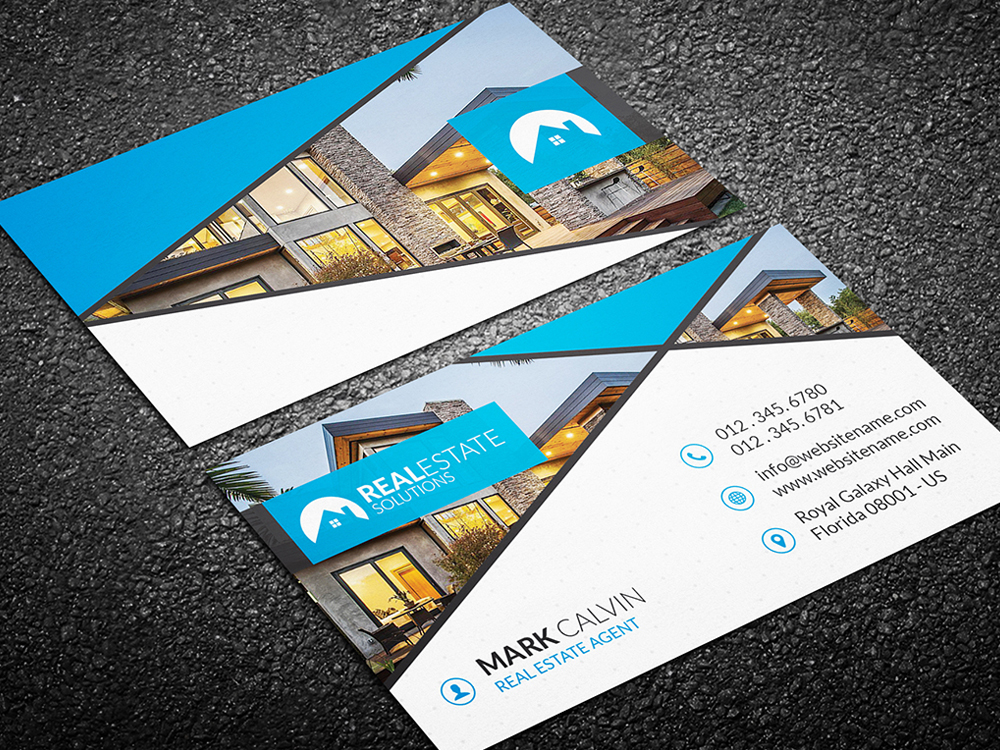 REALESTATE
SOLUTIONS
012 . 345 . 6780
012 . 345 . 6781
info@websitename.com
www.websitename.com
Royal Galaxy Hall Main
Florida 08001 - US
MARK CALVIN
REAL ESTATE AGENT